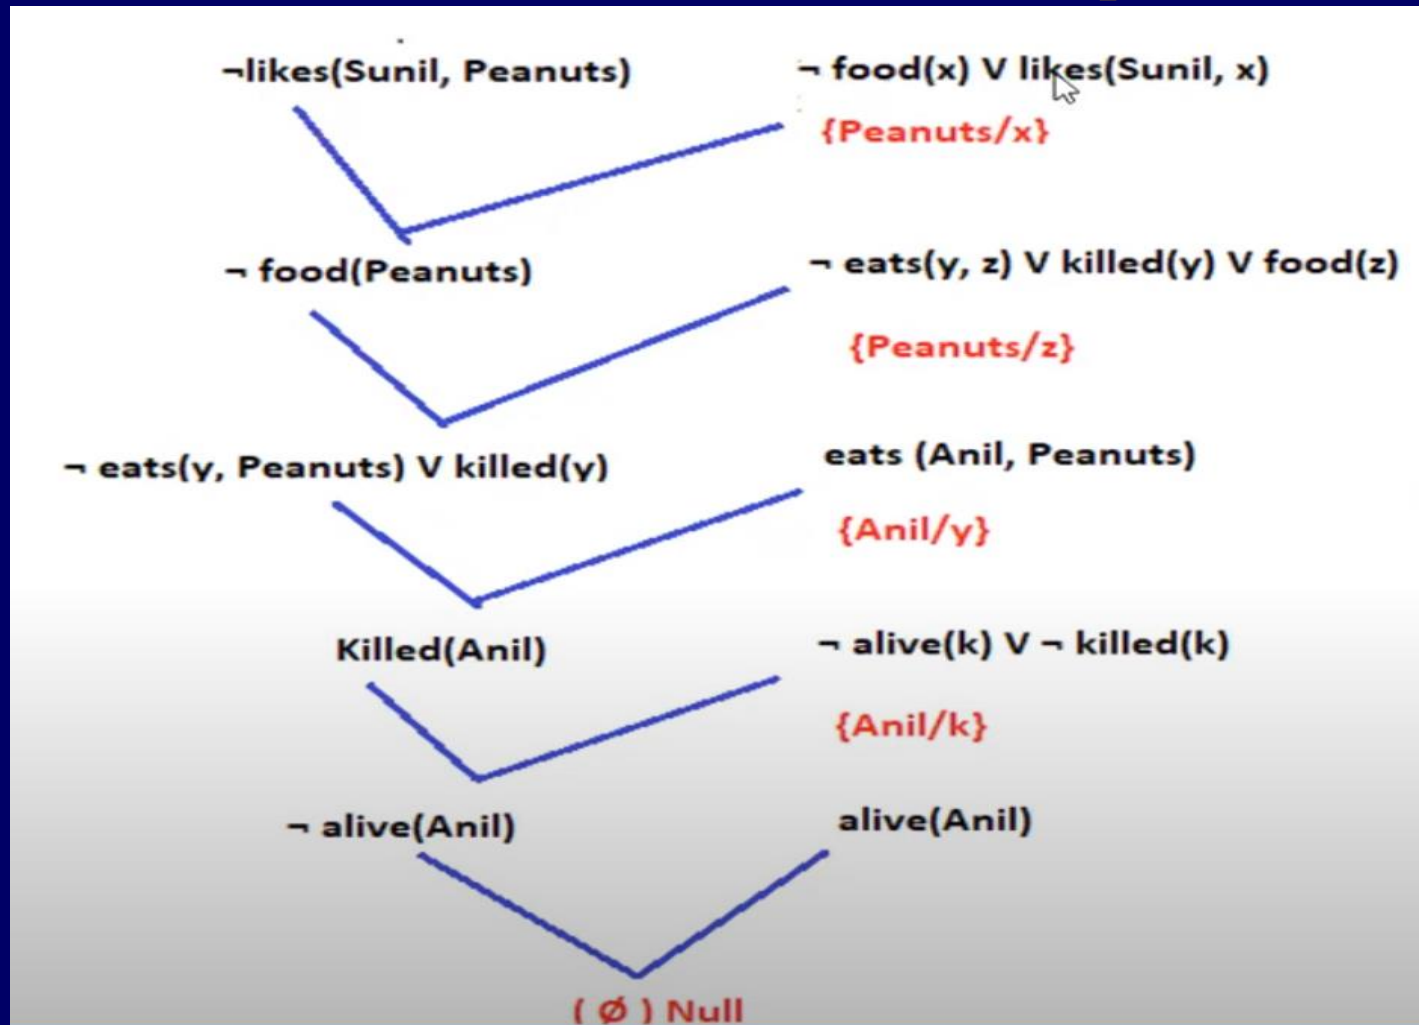 ¬likes(Sunil, Peanuts)
¬ food(x) V likes(Sunil, x)
{Peanuts/x}
¬ food(Peanuts)
¬ eats(y, z) V killed(y) V food(z)
{Peanuts/z}
¬ eats(y, Peanuts) V killed(y)
eats (Anil, Peanuts)
{Anil/y}
Killed(Anil)
¬ alive(k) V ¬ killed(k)
{Anil/k}
¬ alive(Anil)
alive(Anil)
( Ø ) Null